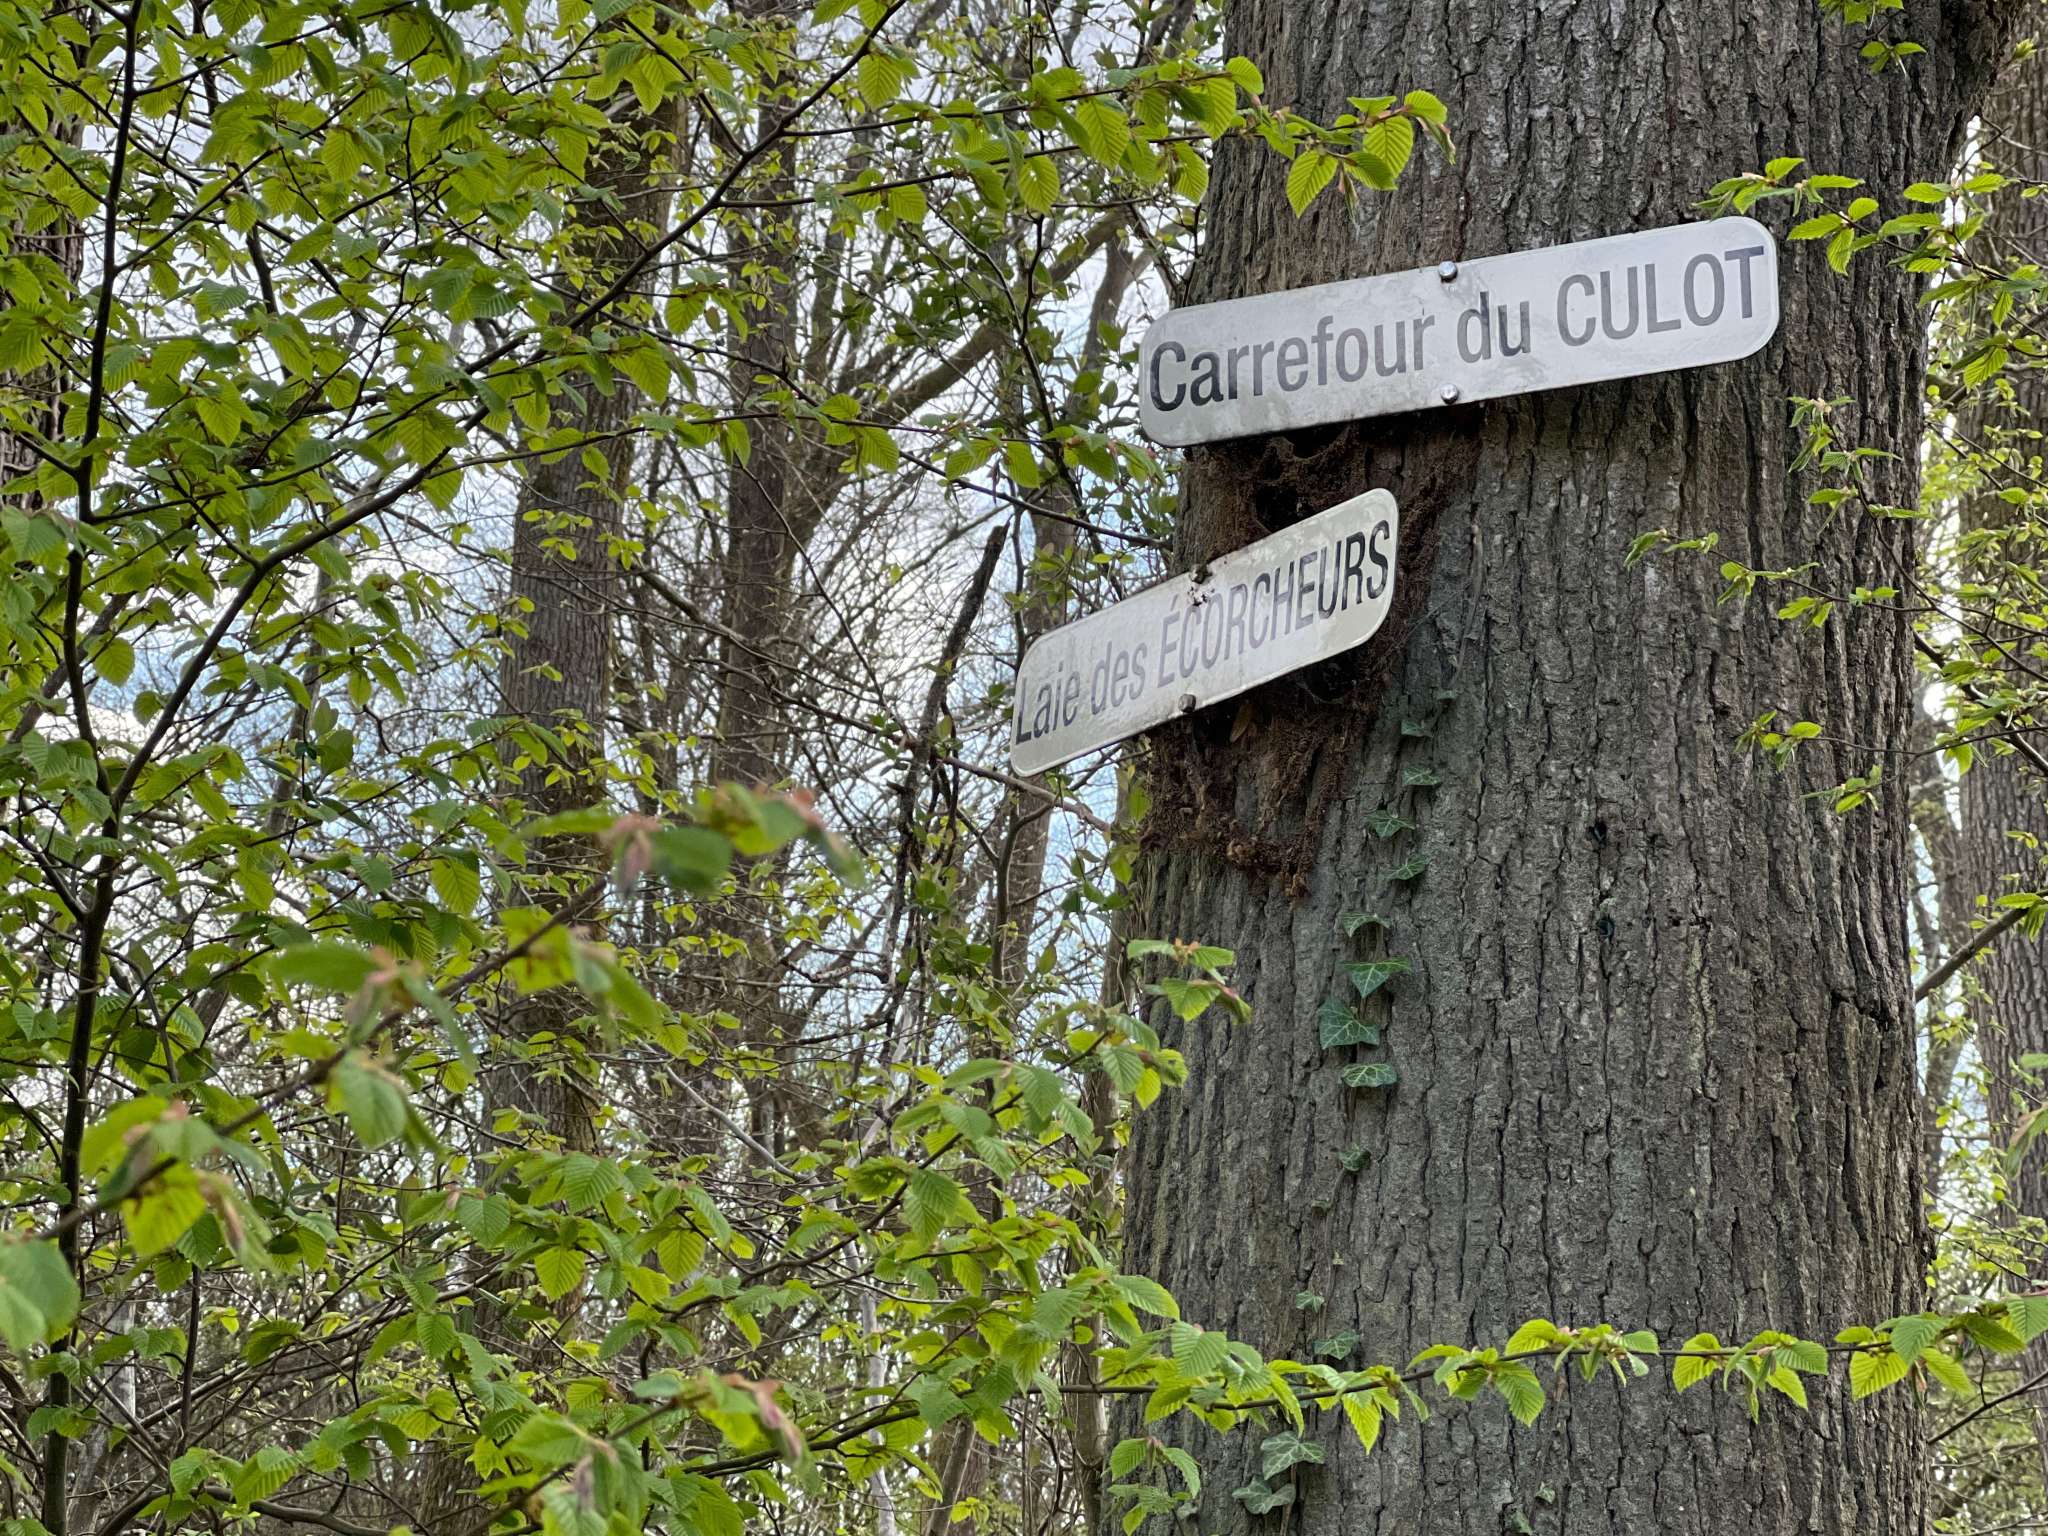 Carrefour du CULOT
Laie des ÉCORCHEURS